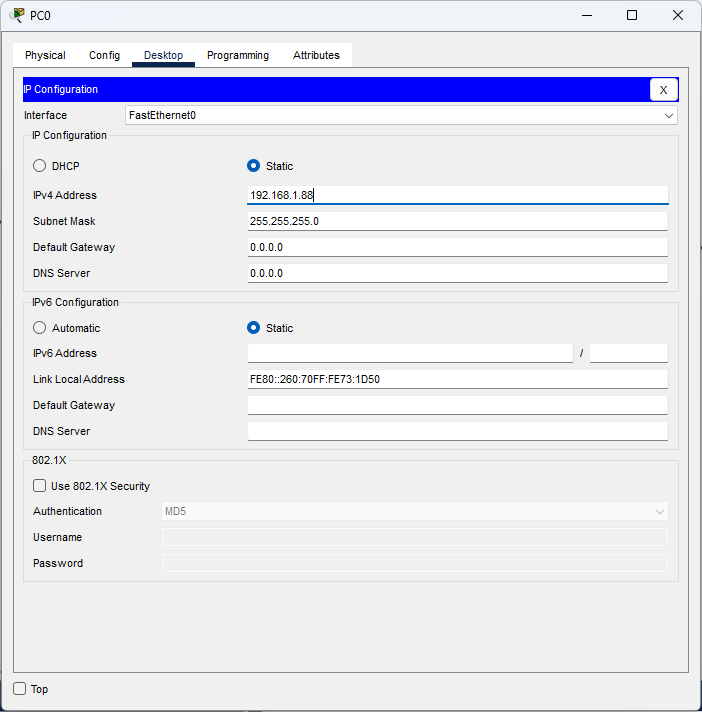 PC0
Physical Config Desktop Programming Attributes
IP Configuration X
Interface FastEthernet0
IP Configuration
DHCP Static
IPv4 Address 192.168.1.88
Subnet Mask 255.255.255.0
Default Gateway 0.0.0.0
DNS Server 0.0.0.0
IPv6 Configuration
Automatic Static
IPv6 Address /
Link Local Address FE80::260:70FF:FE73:1D50
Default Gateway
DNS Server
802.1X
Use 802.1X Security
Authentication MD5
Username
Password
Top